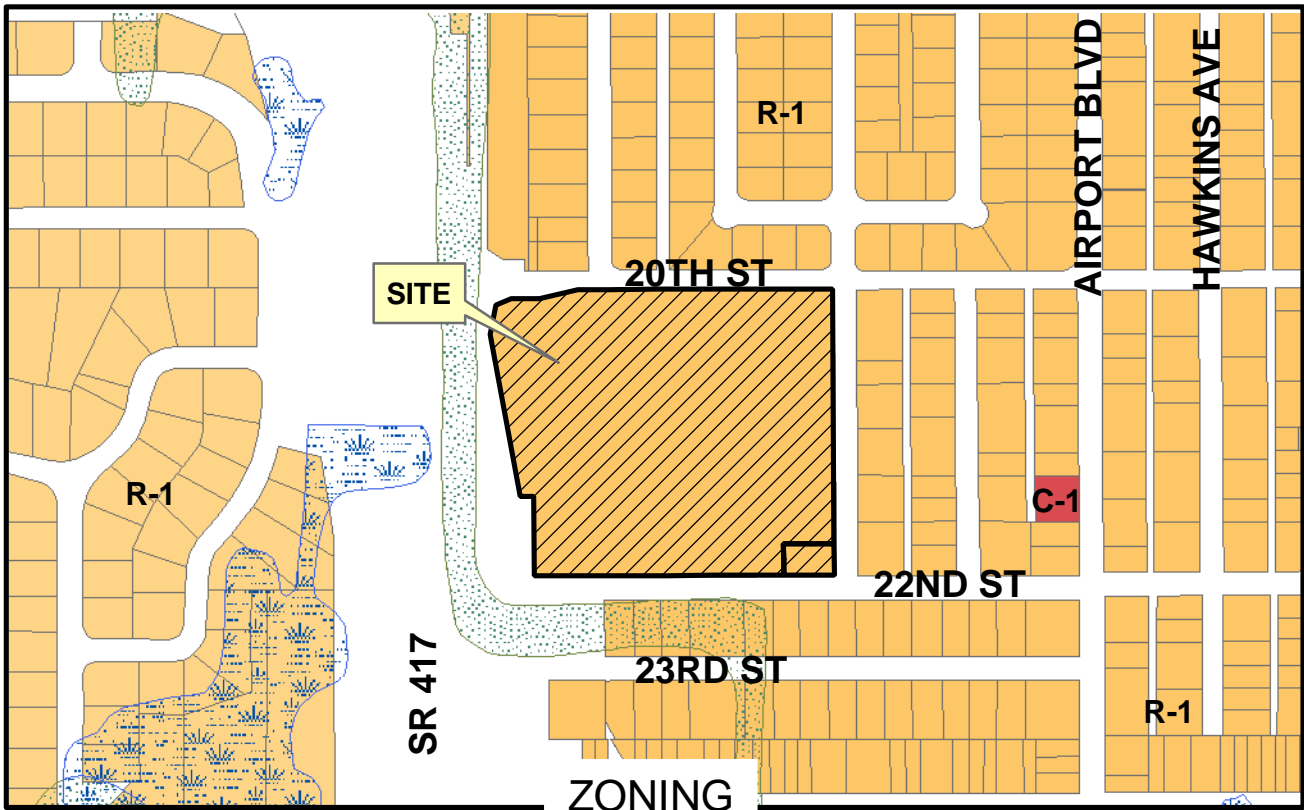 R-1
AIRPORT BLVD
HAWKINS AVE
20TH ST
SITE
R-1
C-1
22ND ST
23RD ST
SR 417
R-1
ZONING